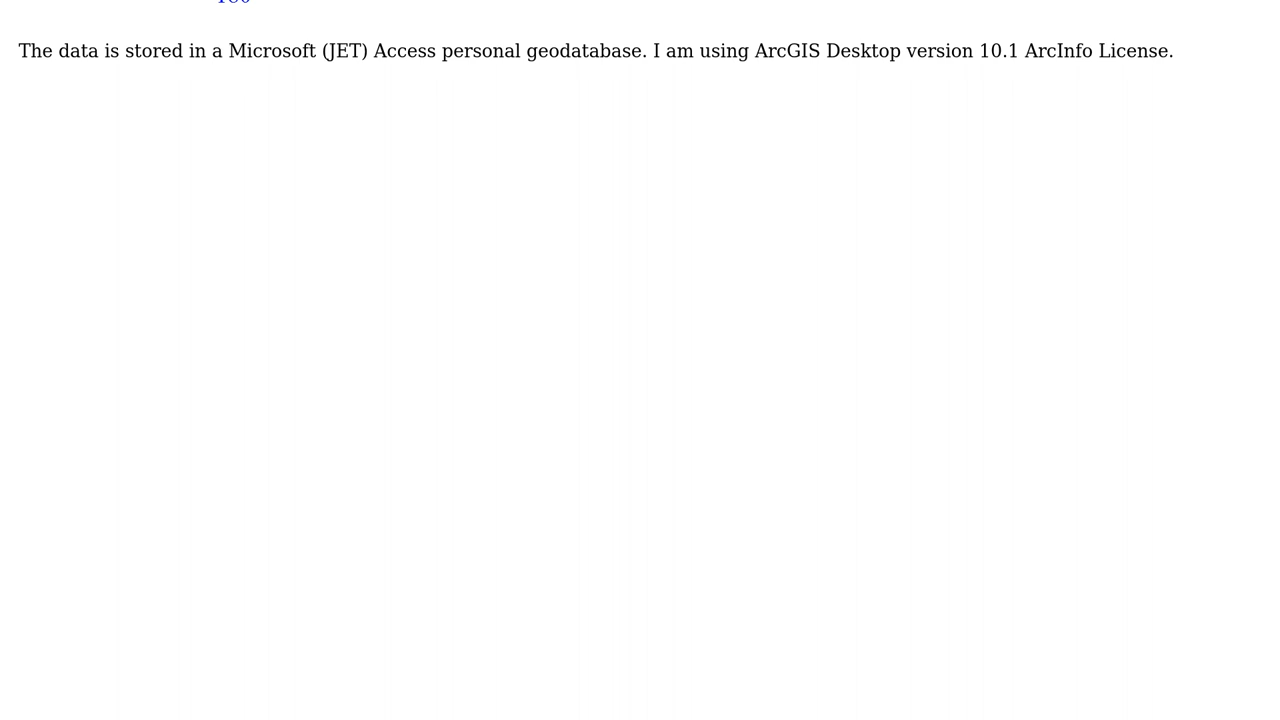 The data is stored in a Microsoft (JET) Access personal geodatabase. I am using ArcGIS Desktop version 10.1 ArcInfo License.